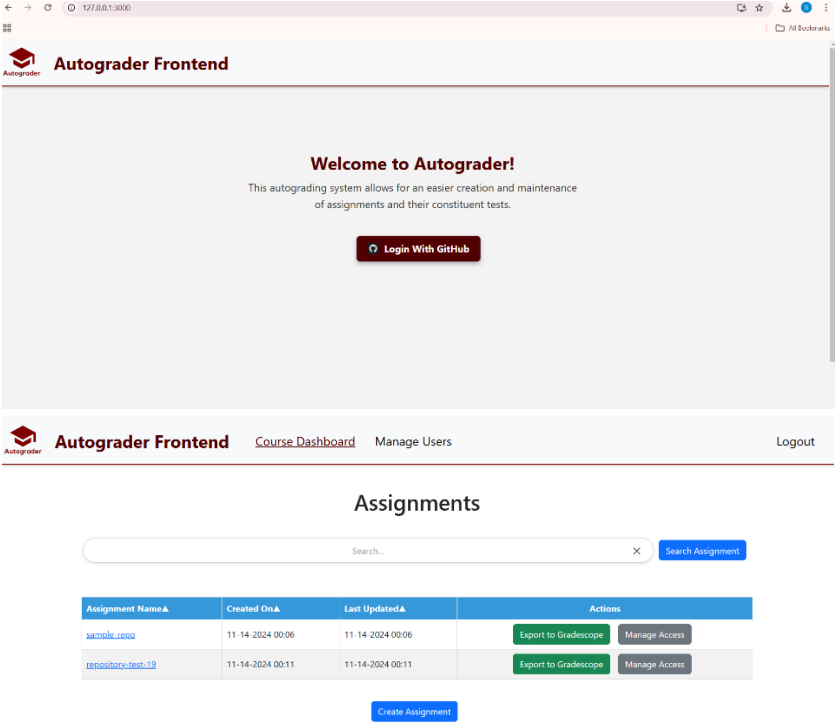 127.0.0.1:3000
S
All Bookmarks
Autograder
Autograder Frontend
Welcome to Autograder!
This autograding system allows for an easier creation and maintenance
of assignments and their constituent tests.
Login With GitHub
Autograder
Autograder Frontend
Course Dashboard
Manage Users
Logout
Assignments
Search...
Search Assignment
Assignment Name▲ Created On▲ Last Updated▲ Actions
sample-repo 11-14-2024 00:06 11-14-2024 00:06 Export to Gradescope Manage Access
repository-test-19 11-14-2024 00:11 11-14-2024 00:11 Export to Gradescope Manage Access
Create Assignment